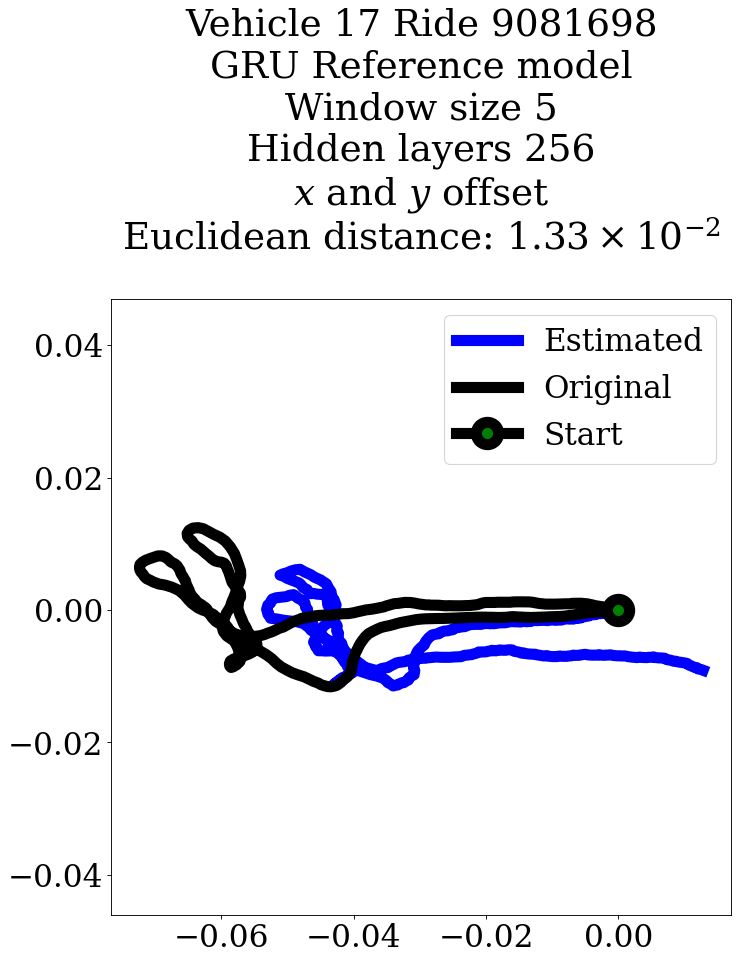 Vehicle 17 Ride 9081698
GRU Reference model
Window size 5
Hidden layers 256
x and y offset
Euclidean distance: 1.33 × 10⁻²
Estimated
Original
Start
0.04
0.02
0.00
−0.02
−0.04
−0.06 −0.04 −0.02 0.00